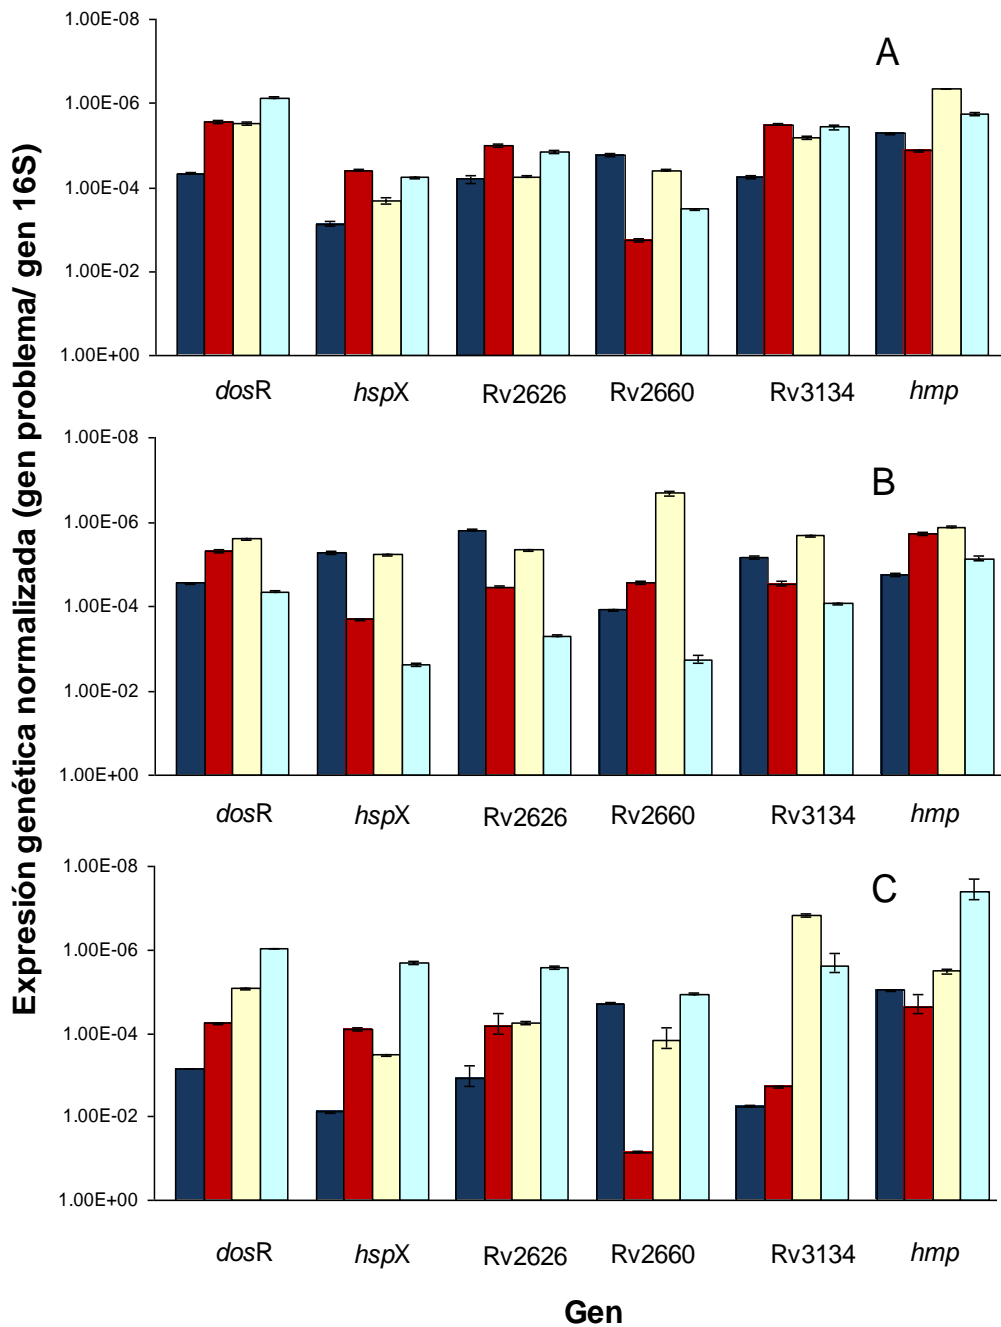 Expresión genética normalizada (gen problema/ gen 16S)
A
1.00E-08
1.00E-06
1.00E-04
1.00E-02
1.00E+00
dosR hspX Rv2626 Rv2660 Rv3134 hmp
B
1.00E-08
1.00E-06
1.00E-04
1.00E-02
1.00E+00
dosR hspX Rv2626 Rv2660 Rv3134 hmp
C
1.00E-08
1.00E-06
1.00E-04
1.00E-02
1.00E+00
dosR hspX Rv2626 Rv2660 Rv3134 hmp
Gen